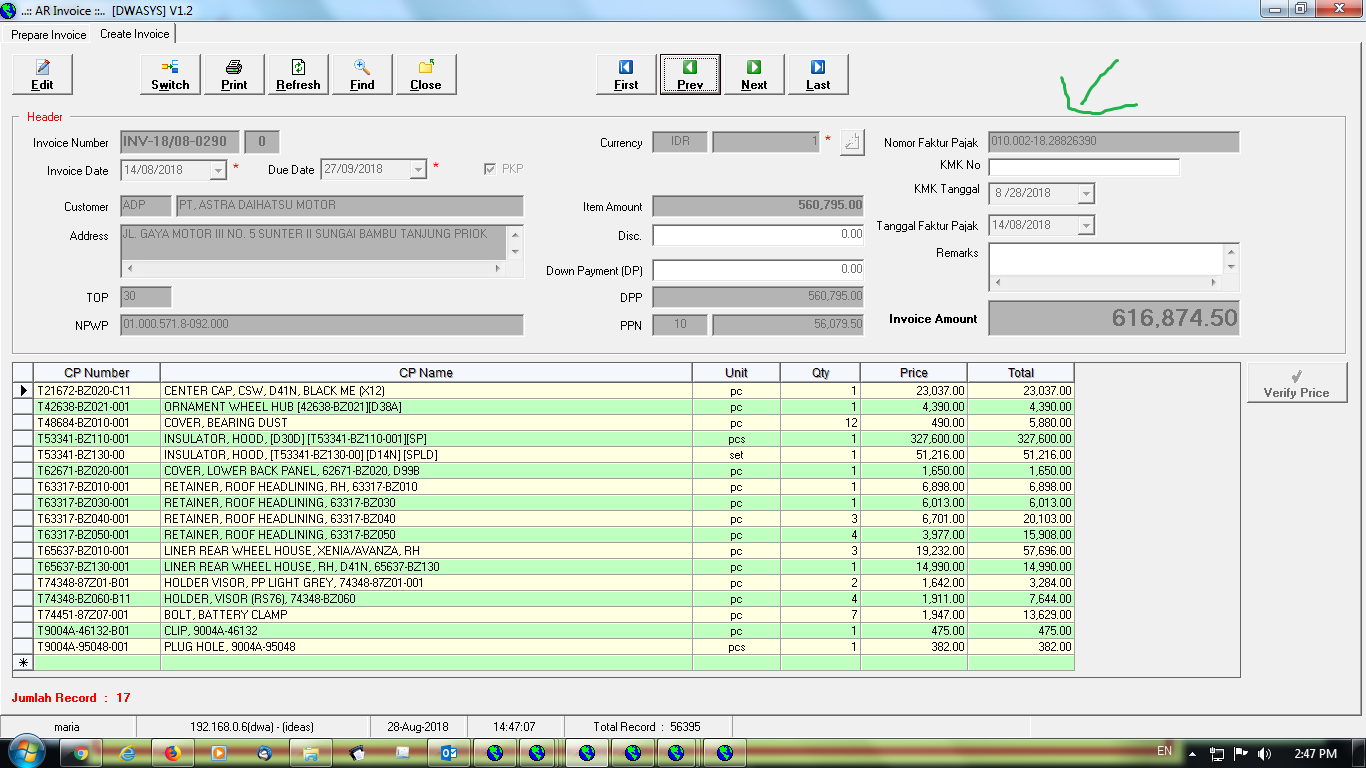 ..:: AR Invoice ::.. [DWASYS] V1.2
Prepare Invoice Create Invoice
Edit Switch Print Refresh Find Close First Prev Next Last
Header
Invoice Number INV-18/08-0290 0 Currency IDR 1 * Nomor Faktur Pajak 010.002-18.28826390
KMK No
Invoice Date 14/08/2018 * Due Date 27/09/2018 * PKP
KMK Tanggal 8 /28/2018
Customer ADP PT, ASTRA DAIHATSU MOTOR Item Amount 560,795.00
Tanggal Faktur Pajak 14/08/2018
Address JL. GAYA MOTOR III NO. 5 SUNTER II SUNGAI BAMBU TANJUNG PRIOK Disc. 0.00
Remarks
Down Payment (DP) 0.00
TOP 30 DPP 560,795.00
NPWP 01.000.571.8-092.000 PPN 10 56,079.50 Invoice Amount 616,874.50
CP Number CP Name Unit Qty Price Total
T21672-BZ020-C11 CENTER CAP, CSW, D41N, BLACK ME (X12) pc 1 23,037.00 23,037.00
Verify Price
T42638-BZ021-001 ORNAMENT WHEEL HUB [42638-BZ021][D38A] pc 1 4,390.00 4,390.00
T48684-BZ010-001 COVER, BEARING DUST pc 12 490.00 5,880.00
T53341-BZ110-001 INSULATOR, HOOD, [D30D] [T53341-BZ110-001][SP] pcs 1 327,600.00 327,600.00
T53341-BZ130-00 INSULATOR, HOOD, [T53341-BZ130-00] [D14N] [SPLD] set 1 51,216.00 51,216.00
T62671-BZ020-001 COVER, LOWER BACK PANEL, 62671-BZ020, D99B pc 1 1,650.00 1,650.00
T63317-BZ010-001 RETAINER, ROOF HEADLINING, RH, 63317-BZ010 pc 1 6,898.00 6,898.00
T63317-BZ030-001 RETAINER, ROOF HEADLINING, 63317-BZ030 pc 1 6,013.00 6,013.00
T63317-BZ040-001 RETAINER, ROOF HEADLINING, 63317-BZ040 pc 3 6,701.00 20,103.00
T63317-BZ050-001 RETAINER, ROOF HEADLINING, 63317-BZ050 pc 4 3,977.00 15,908.00
T65637-BZ010-001 LINER REAR WHEEL HOUSE, XENIA/AVANZA, RH pc 3 19,232.00 57,696.00
T65637-BZ130-001 LINER REAR WHEEL HOUSE, RH, D41N, 65637-BZ130 pc 1 14,990.00 14,990.00
T74348-87Z01-B01 HOLDER VISOR, PP LIGHT GREY, 74348-87Z01-001 pc 2 1,642.00 3,284.00
T74348-BZ060-B11 HOLDER, VISOR (RS76), 74348-BZ060 pc 4 1,911.00 7,644.00
T74451-87Z07-001 BOLT, BATTERY CLAMP pc 7 1,947.00 13,629.00
T9004A-46132-B01 CLIP, 9004A-46132 pc 1 475.00 475.00
T9004A-95048-001 PLUG HOLE, 9004A-95048 pcs 1 382.00 382.00
Jumlah Record : 17
maria 192.168.0.6(dwa) - (ideas) 28-Aug-2018 14:47:07 Total Record : 56395
EN 2:47 PM